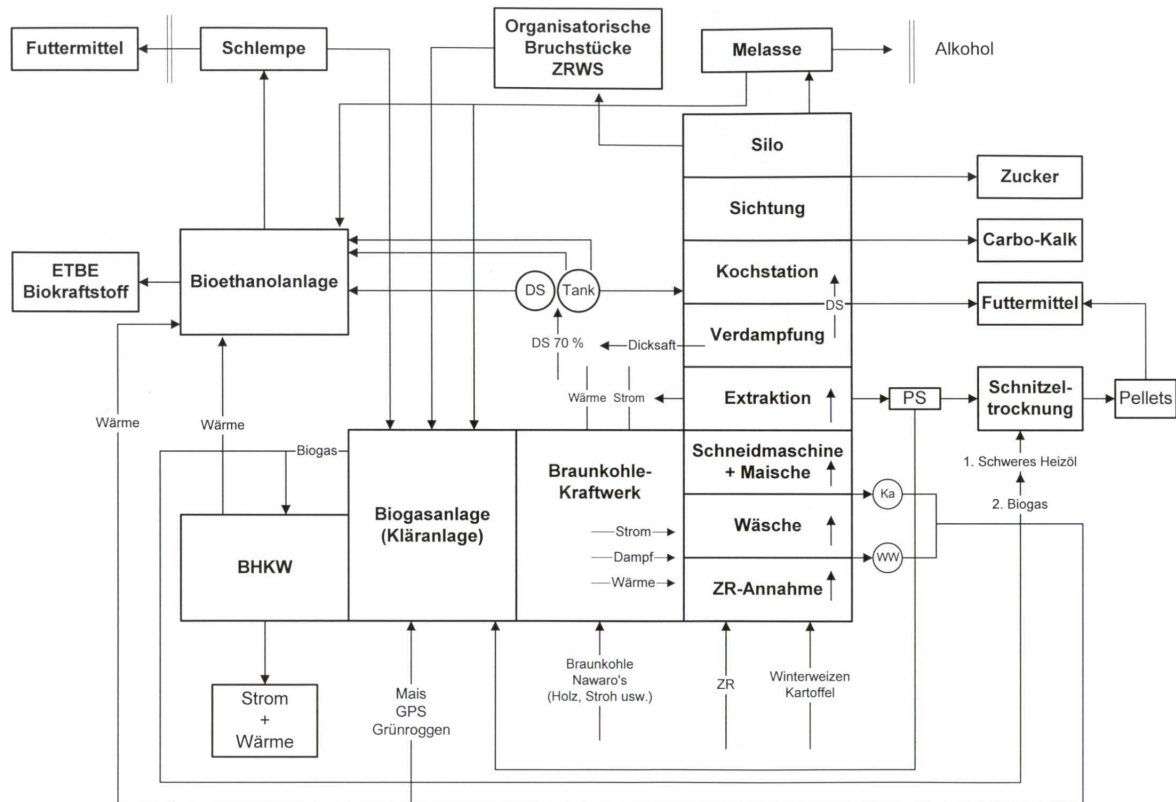 Futtermittel
Schlempe
Organisatorische
Bruchstücke
ZRWS
Melasse
Alkohol
Silo
Zucker
Sichtung
Carbo-Kalk
ETBE
Biokraftstoff
Bioethanolanlage
DS
Tank
Kochstation
DS
Futtermittel
DS 70 %
Dicksaft
Verdampfung
Wärme
Strom
Extraktion
PS
Schnitzel-
trocknung
Pellets
Wärme
Wärme
Biogas
Schneidmaschine
+ Maische
1. Schweres Heizöl
2. Biogas
Braunkohle-
Kraftwerk
Ka
Biogasanlage
(Kläranlage)
Strom
Wäsche
BHKW
Dampf
WW
Wärme
ZR-Annahme
Strom
+
Wärme
Mais
GPS
Grünroggen
Braunkohle
Nawaro's
(Holz, Stroh usw.)
ZR
Winterweizen
Kartoffel